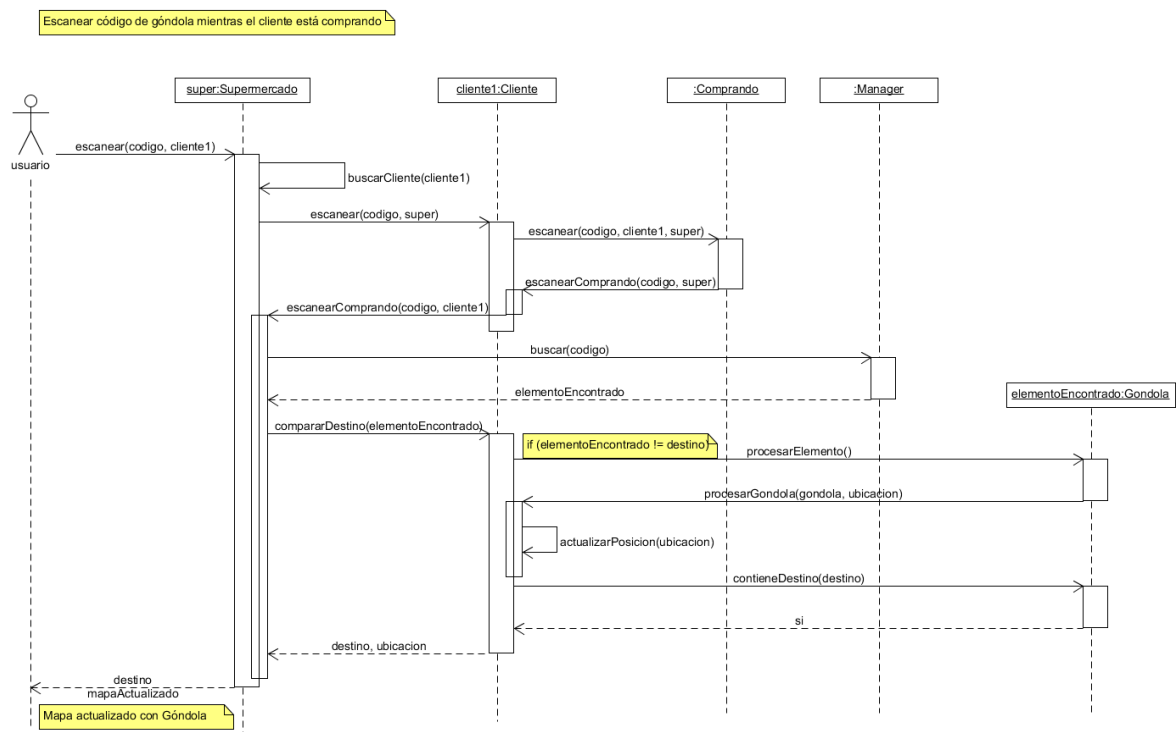 Escanear código de góndola mientras el cliente está comprando
super:Supermercado
cliente1:Cliente
:Comprando
:Manager
usuario
escanear(codigo, cliente1)
buscarCliente(cliente1)
escanear(codigo, super)
escanear(codigo, cliente1, super)
escanearComprando(codigo, super)
escanearComprando(codigo, cliente1)
buscar(codigo)
elementoEncontrado
elementoEncontrado:Gondola
compararDestino(elementoEncontrado)
if (elementoEncontrado != destino)
procesarElemento()
procesarGondola(gondola, ubicacion)
actualizarPosicion(ubicacion)
contieneDestino(destino)
si
destino, ubicacion
destino
mapaActualizado
Mapa actualizado con Góndola